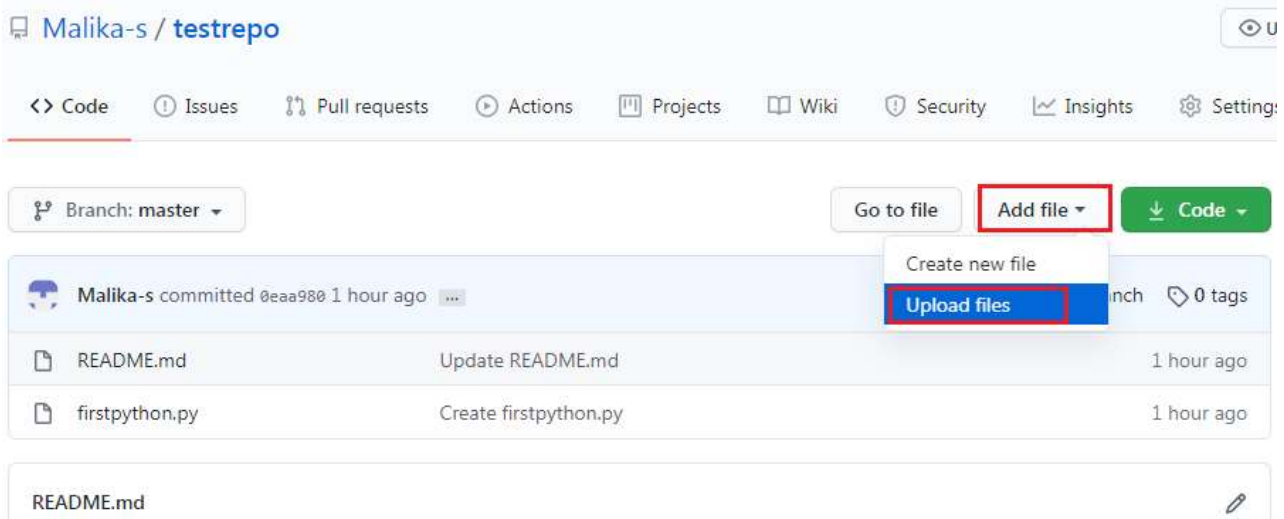 Malika-s / testrepo
U
Code Issues Pull requests Actions Projects Wiki Security Insights Settings
Branch: master Go to file Add file Code
Create new file
Malika-s committed 0eaa980 1 hour ago ... Upload files nch 0 tags
README.md Update README.md 1 hour ago
firstpython.py Create firstpython.py 1 hour ago
README.md